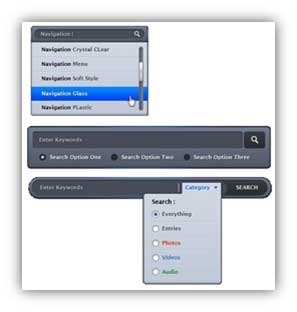 Navigation :
Navigation Crystal CLear
Navigation Menu
Navigation Soft Style
Navigation Glass
Navigation PLastic
Enter Keywords
Search Option One Search Option Two Search Option Three
Enter Keywords Category SEARCH
Search :
Everything
Entries
Photos
Videos
Audio